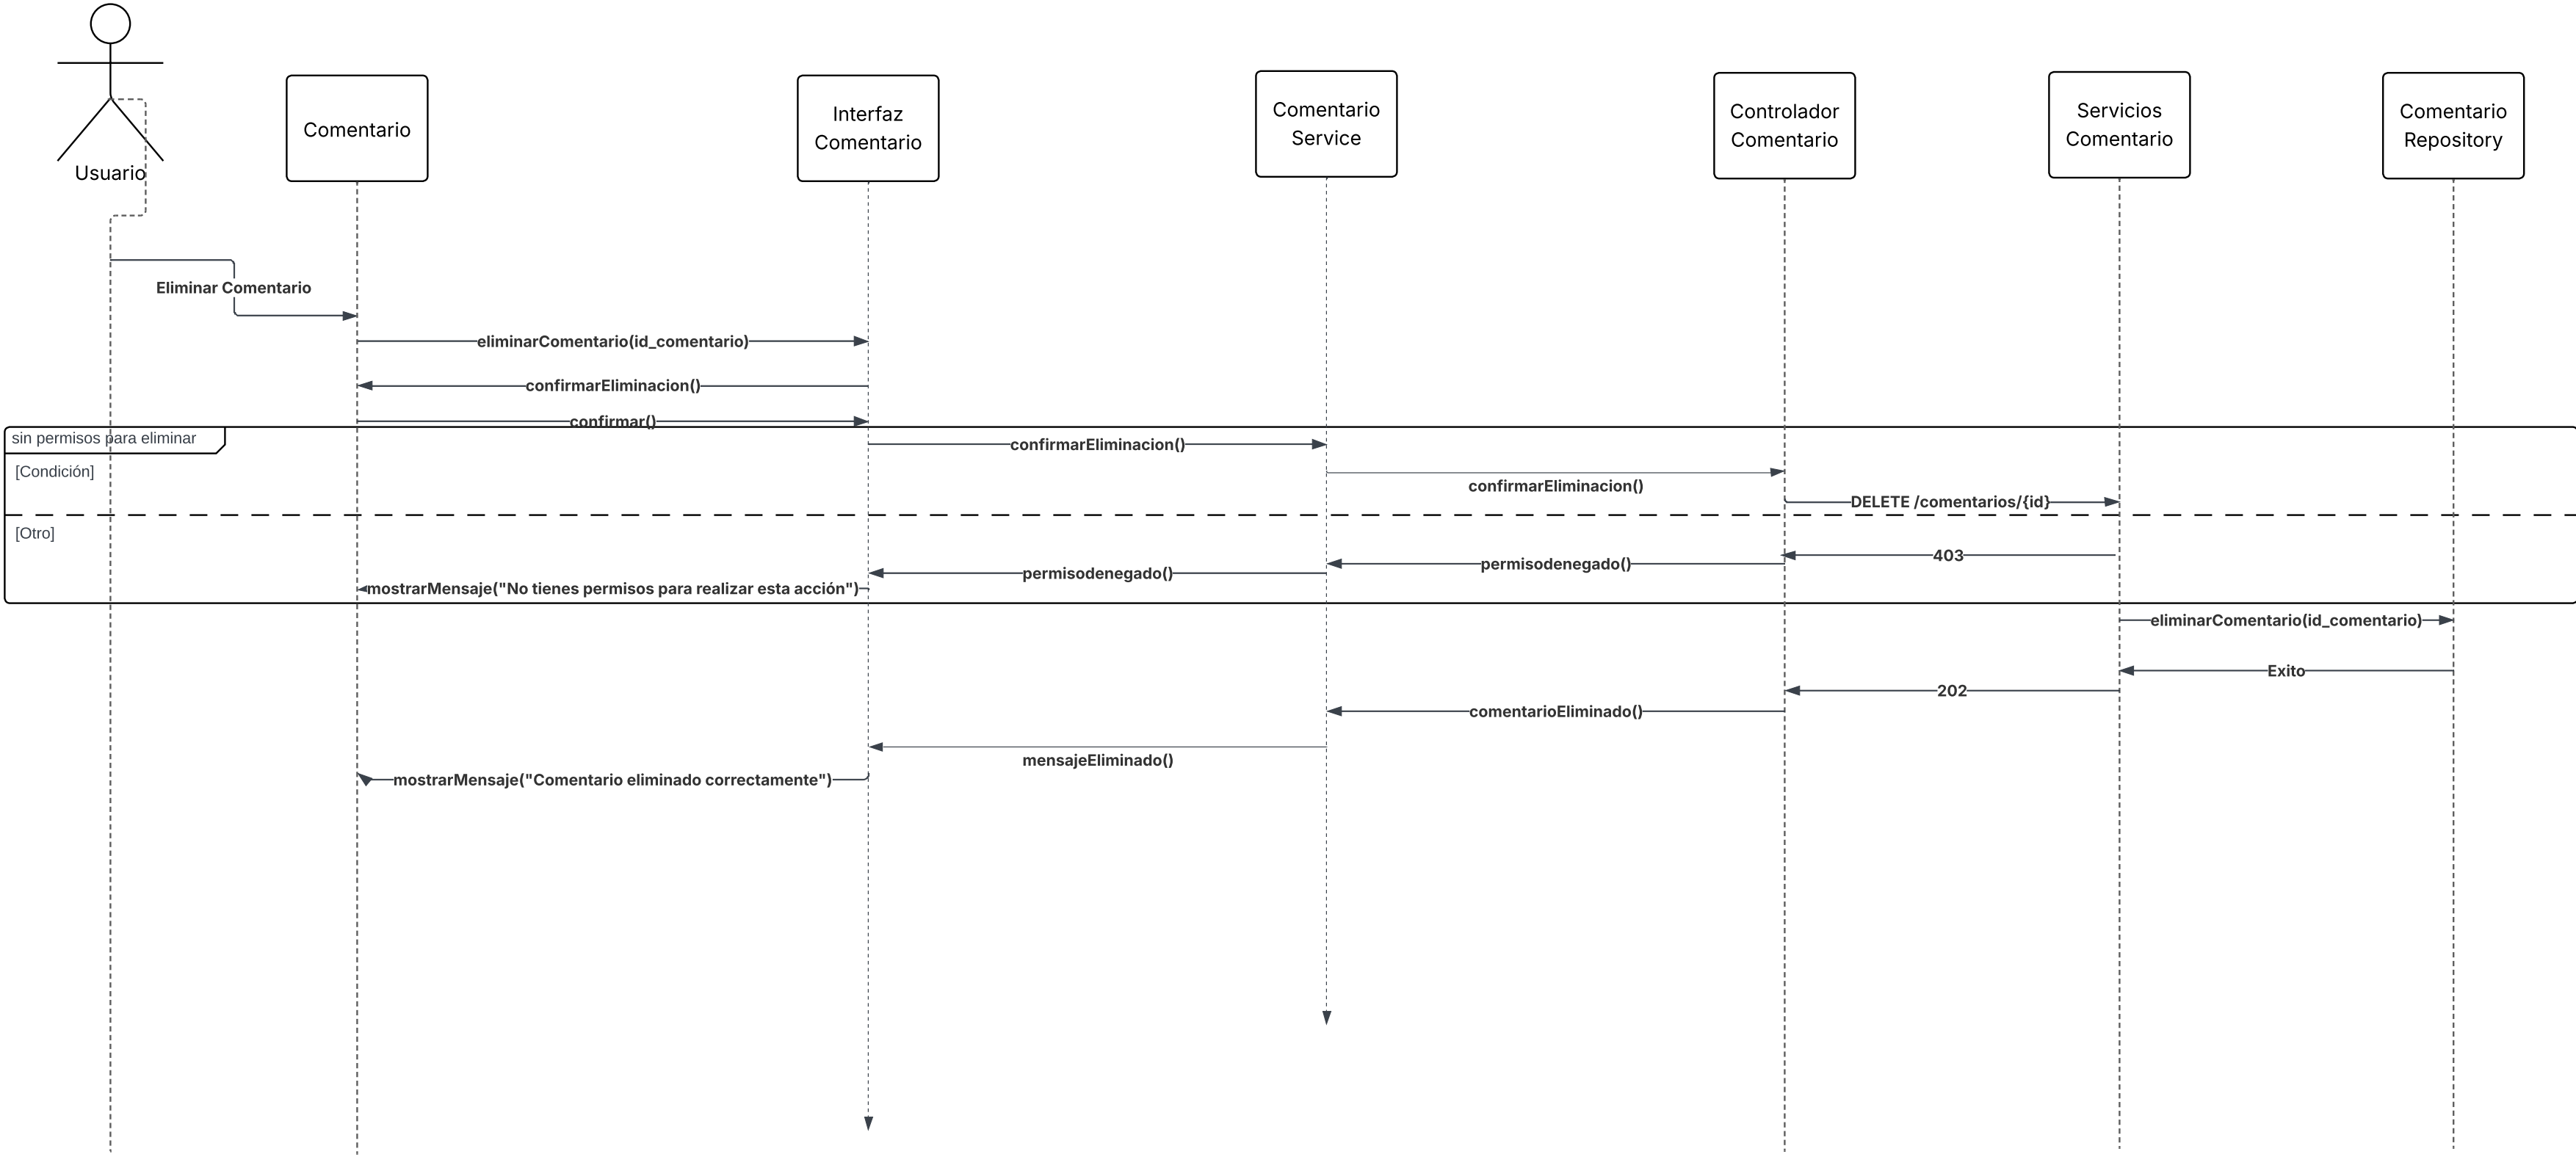 Usuario
Comentario
Interfaz
Comentario
Comentario
Service
Controlador
Comentario
Servicios
Comentario
Comentario
Repository
Eliminar Comentario
eliminarComentario(id_comentario)
confirmarEliminacion()
confirmar()
sin permisos para eliminar
confirmarEliminacion()
[Condición]
confirmarEliminacion()
DELETE /comentarios/{id}
[Otro]
403
permisodenegado()
permisodenegado()
mostrarMensaje("No tienes permisos para realizar esta acción")
eliminarComentario(id_comentario)
Exito
202
comentarioEliminado()
mensajeEliminado()
mostrarMensaje("Comentario eliminado correctamente")